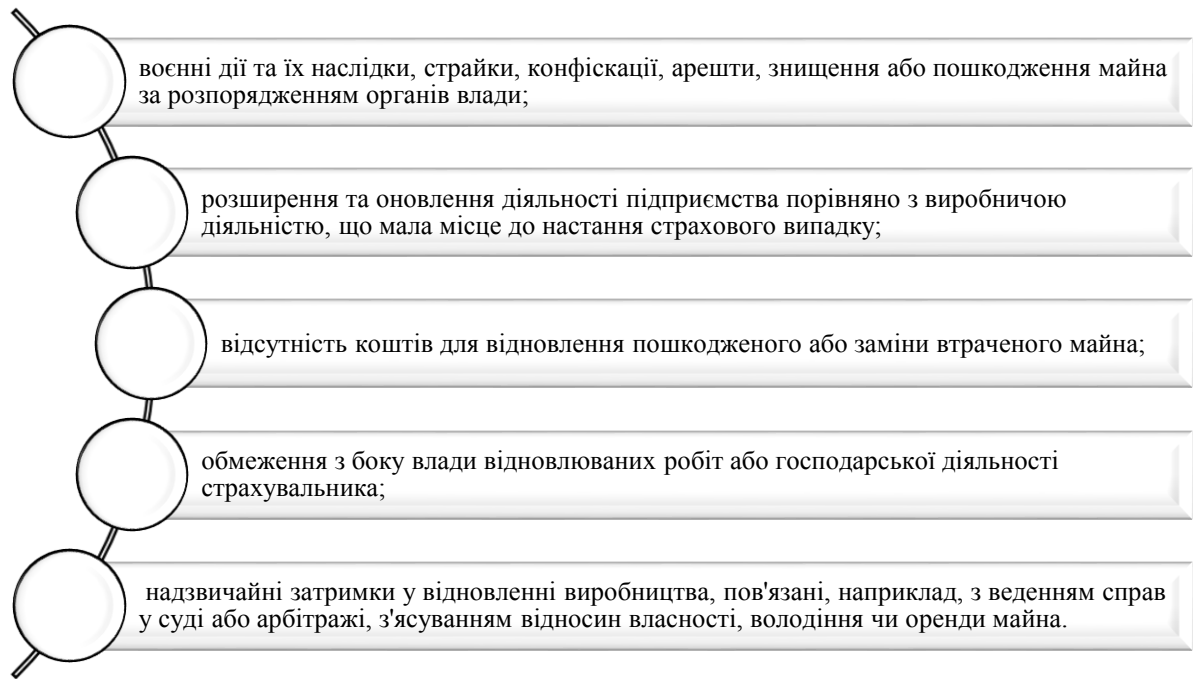 воєнні дії та їх наслідки, страйки, конфіскації, арешти, знищення або пошкодження майна
за розпорядженням органів влади;
розширення та оновлення діяльності підприємства порівняно з виробничою
діяльністю, що мала місце до настання страхового випадку;
відсутність коштів для відновлення пошкодженого або заміни втраченого майна;
обмеження з боку влади відновлюваних робіт або господарської діяльності
страхувальника;
надзвичайні затримки у відновленні виробництва, пов'язані, наприклад, з веденням справ
у суді або арбітражі, з'ясуванням відносин власності, володіння чи оренди майна.